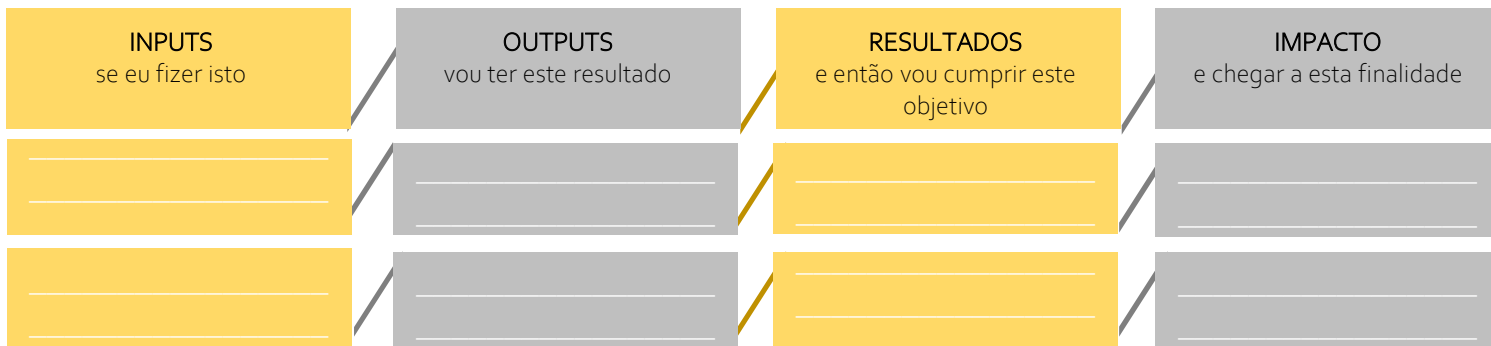 INPUTS
se eu fizer isto
OUTPUTS
vou ter este resultado
RESULTADOS
e então vou cumprir este
objetivo
IMPACTO
e chegar a esta finalidade